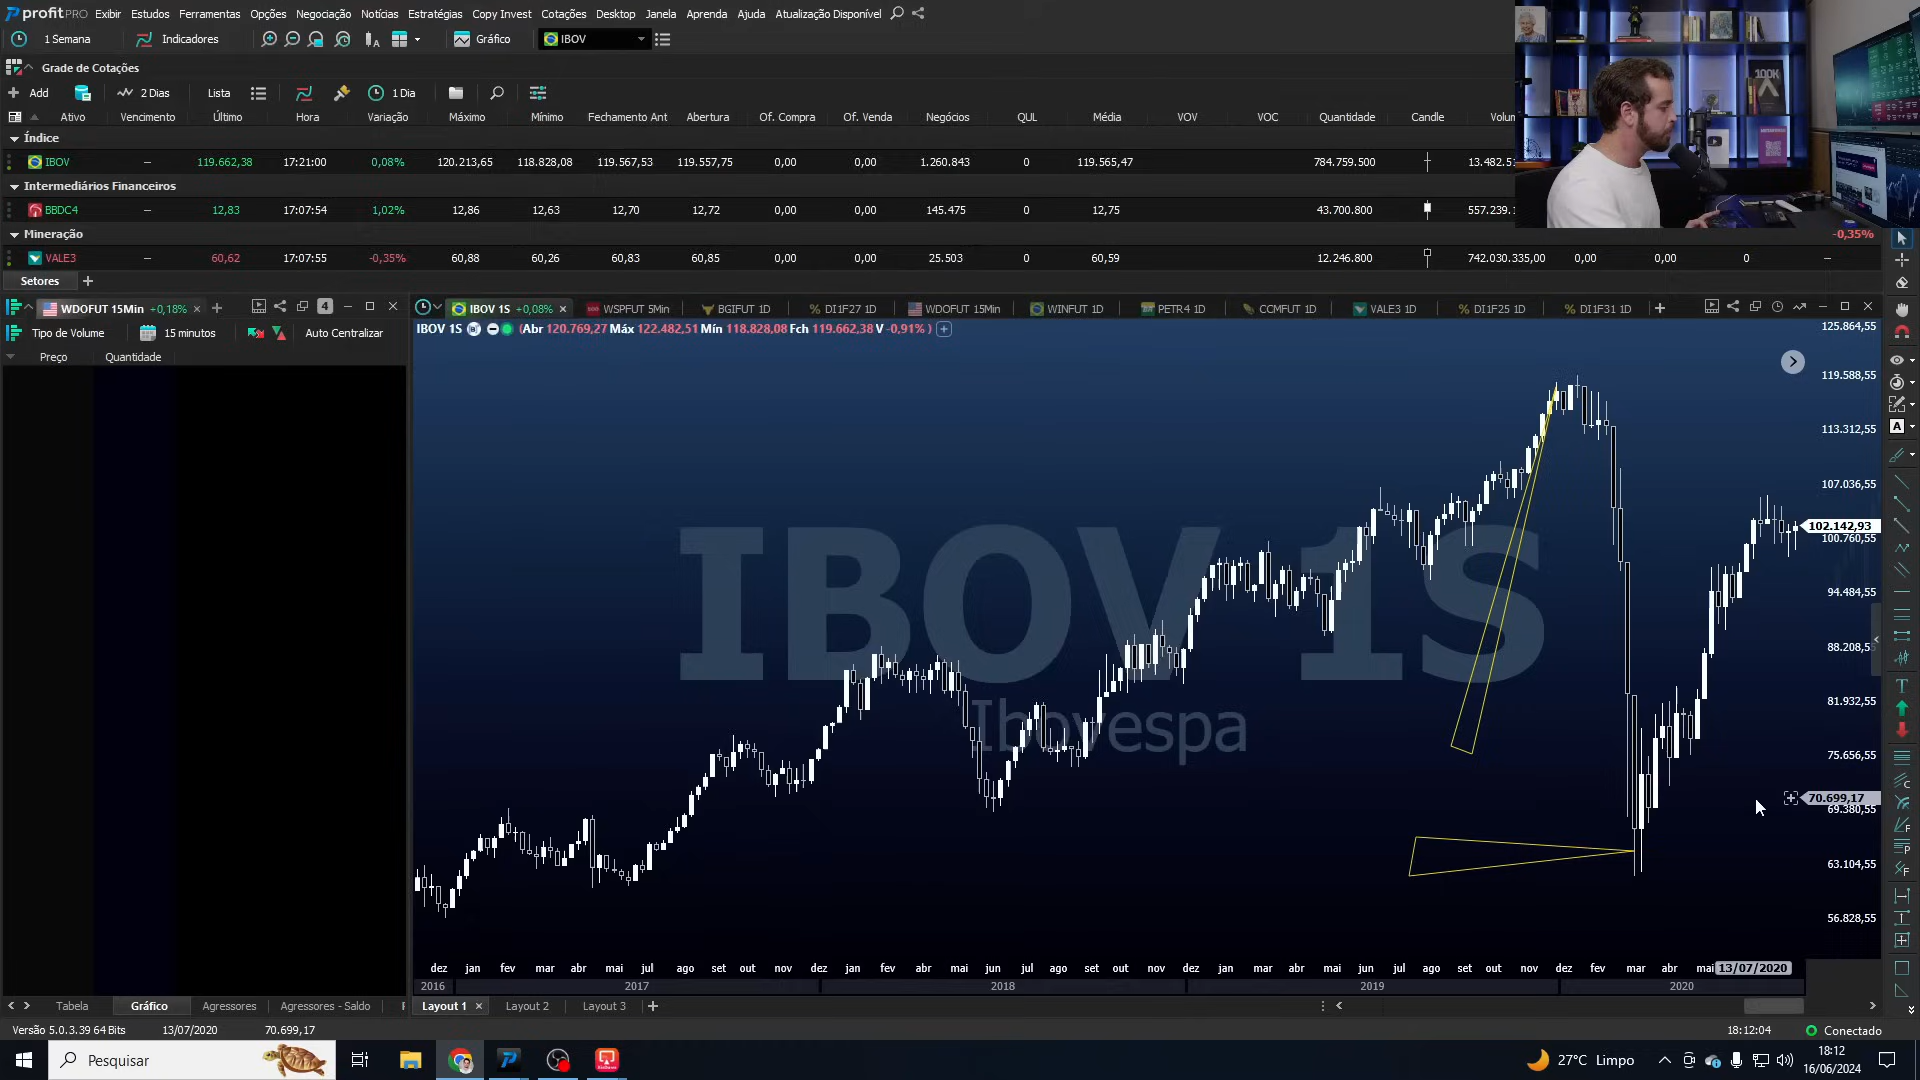 profitPRO Exibir Estudos Ferramentas Opções Negociação Notícias Estratégias Copy Invest Cotações Desktop Janela Aprenda Ajuda Atualização Disponível
1 Semana Indicadores Gráfico IBOV
Grade de Cotações
Add 2 Dias Lista 1 Dia
Ativo Vencimento Último Hora Variação Máximo Mínimo Fechamento Ant Abertura Of. Compra Of. Venda Negócios QUL Média VOV VOC Quantidade Candle Volum
Índice
IBOV – 119.662,38 17:21:00 0,08% 120.213,65 118.828,08 119.567,53 119.557,75 0,00 0,00 1.260.843 0 119.565,47 784.759.500 13.482.51
Intermediários Financeiros
BBDC4 – 12,83 17:07:54 1,02% 12,86 12,63 12,70 12,72 0,00 0,00 145.475 0 12,75 43.700.800 557.239.1
Mineração -0,35%
VALE3 – 60,62 17:07:55 -0,35% 60,88 60,26 60,83 60,85 0,00 0,00 25.503 0 60,59 12.246.800 742.030.335,00 0,00 0,00 0 –
Setores
WDOFUT 15Min +0,18% 4
IBOV 1S +0,08% WSPFUT 5Min BGIFUT 1D DI1F27 1D WDOFUT 15Min WINFUT 1D PETR4 1D CCMFUT 1D VALE3 1D DI1F25 1D DI1F31 1D
Tipo de Volume 15 minutos Auto Centralizar
IBOV 1S (Abr 120.769,27 Máx 122.482,51 Mín 118.828,08 Fch 119.662,38 V -0,91% )
Preço Quantidade
125.864,55
119.588,55
113.312,55
107.036,55
102.142,93
100.760,55
94.484,55
88.208,55
81.932,55
75.656,55
70.699,17
69.380,55
63.104,55
56.828,55
IBOV 1S
Ibovespa
100K
dez jan fev mar abr mai jul ago set out nov dez jan fev abr mai jun jul ago set out nov dez jan fev mar abr mai jun jul ago set out nov dez fev mar abr mai 13/07/2020
2016 2017 2018 2019 2020
Tabela Gráfico Agressores Agressores - Saldo
Layout 1 Layout 2 Layout 3
Versão 5.0.3.39 64 Bits 13/07/2020 70.699,17 18:12:04 Conectado
Pesquisar 27°C Limpo 18:12
16/06/2024